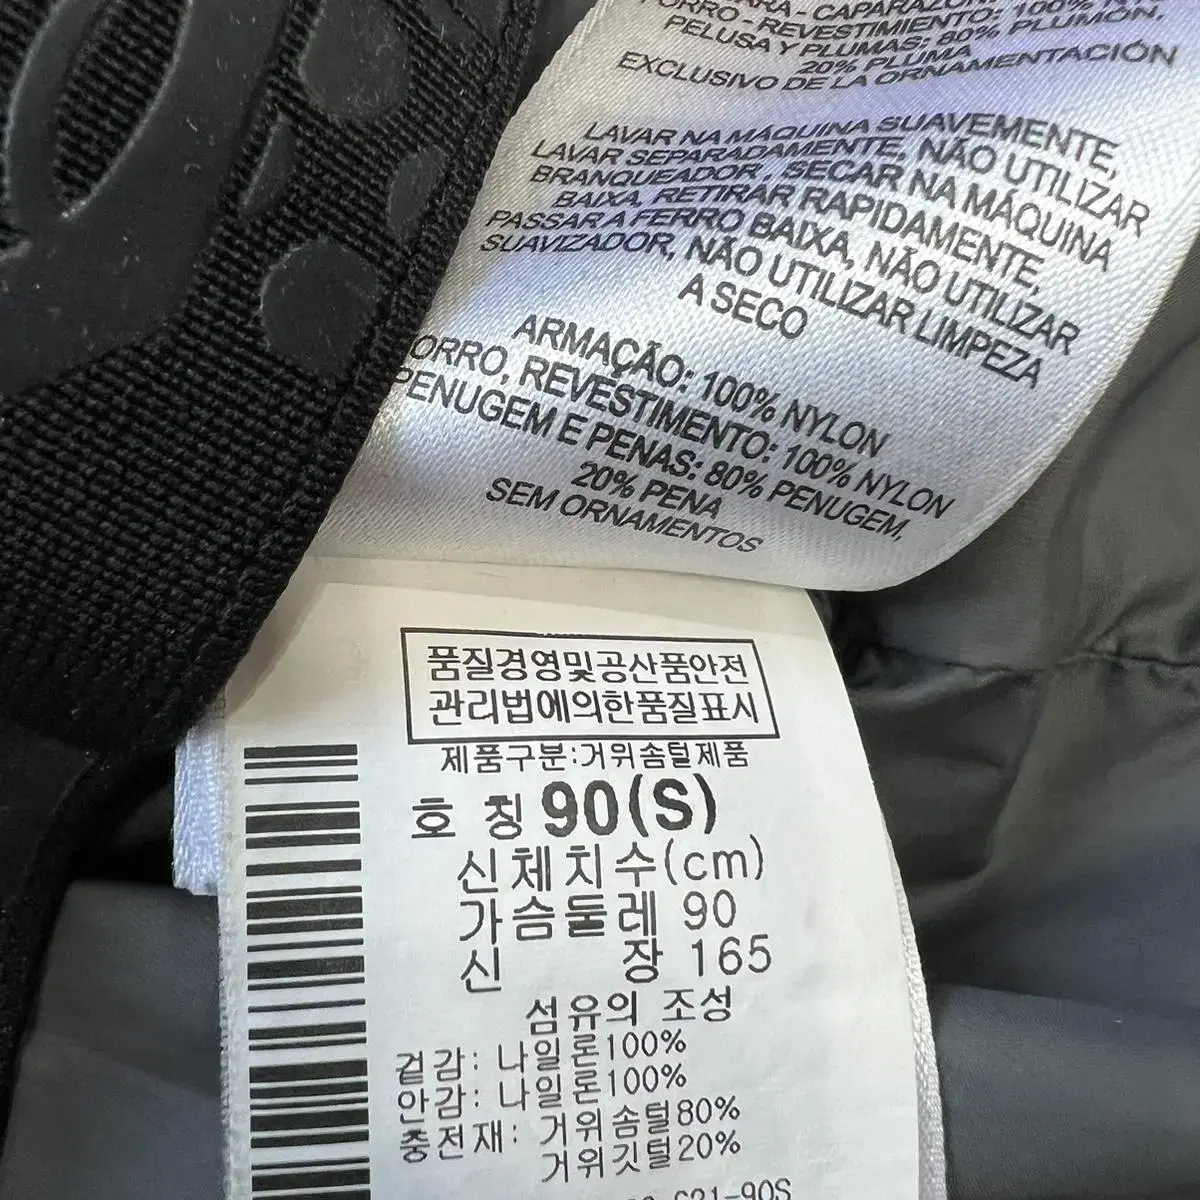 CAPARAZÓN:
FORRO - REVESTIMIENTO: 100%
PELUSA Y PLUMAS: 80% PLUMÓN,
20% PLUMA
EXCLUSIVO DE LA ORNAMENTACIÓN
LAVAR NA MÁQUINA SUAVEMENTE,
LAVAR SEPARADAMENTE, NÃO UTILIZAR
BRANQUEADOR, SECAR NA MÁQUINA
BAIXA, RETIRAR RAPIDAMENTE,
PASSAR A FERRO BAIXA, NÃO UTILIZAR
SUAVIZADOR, NÃO UTILIZAR LIMPEZA
A SECO
ARMAÇÃO: 100% NYLON
ORRO, REVESTIMENTO: 100% NYLON
PENUGEM E PENAS: 80% PENUGEM,
20% PENA
SEM ORNAMENTOS
품질경영및공산품안전
관리법에의한품질표시
제품구분:거위솜털제품
호 칭 90(S)
신체치수(cm)
가슴둘레 90
신 장 165
섬유의 조성
겉감: 나일론100%
안감: 나일론100%
충전재: 거위솜털80%
거위깃털20%
621-90S